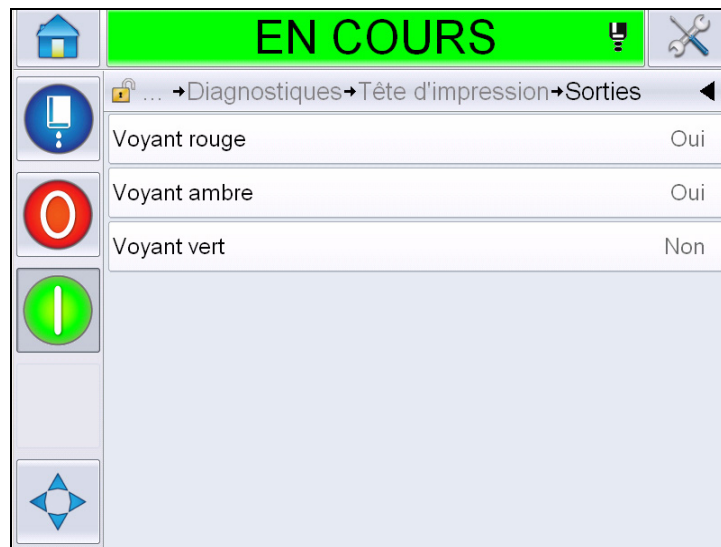 EN COURS
... →Diagnostiques→Tête d'impression→Sorties
Voyant rouge Oui
Voyant ambre Oui
Voyant vert Non